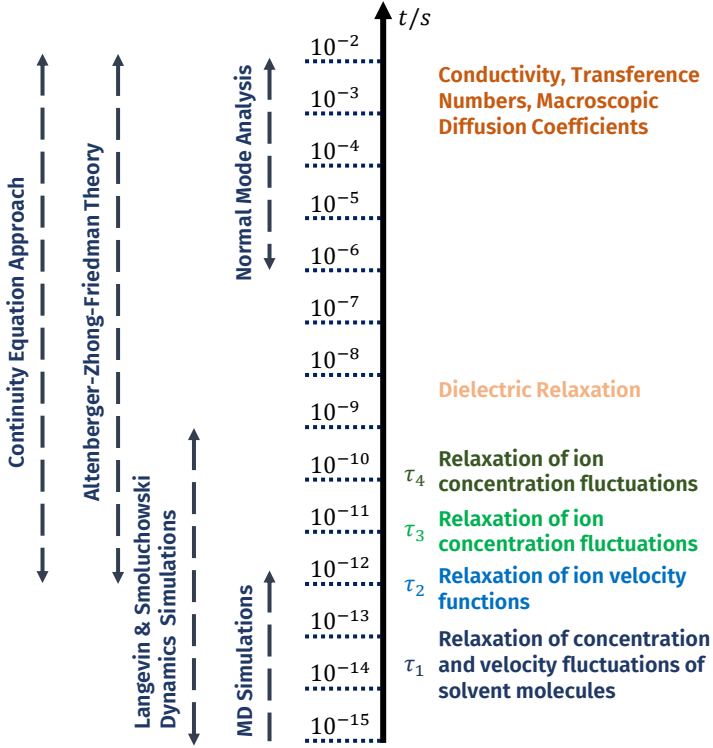 t/s
10⁻²
10⁻³
10⁻⁴
10⁻⁵
10⁻⁶
10⁻⁷
10⁻⁸
10⁻⁹
10⁻¹⁰
10⁻¹¹
10⁻¹²
10⁻¹³
10⁻¹⁴
10⁻¹⁵
Continuity Equation Approach
Altenberger-Zhong-Friedman Theory
Langevin & Smoluchowski
Dynamics Simulations
Normal Mode Analysis
MD Simulations
Conductivity, Transference
Numbers, Macroscopic
Diffusion Coefficients
Dielectric Relaxation
τ₄ Relaxation of ion
concentration fluctuations
τ₃ Relaxation of ion
concentration fluctuations
τ₂ Relaxation of ion velocity
functions
τ₁ Relaxation of concentration
and velocity fluctuations of
solvent molecules